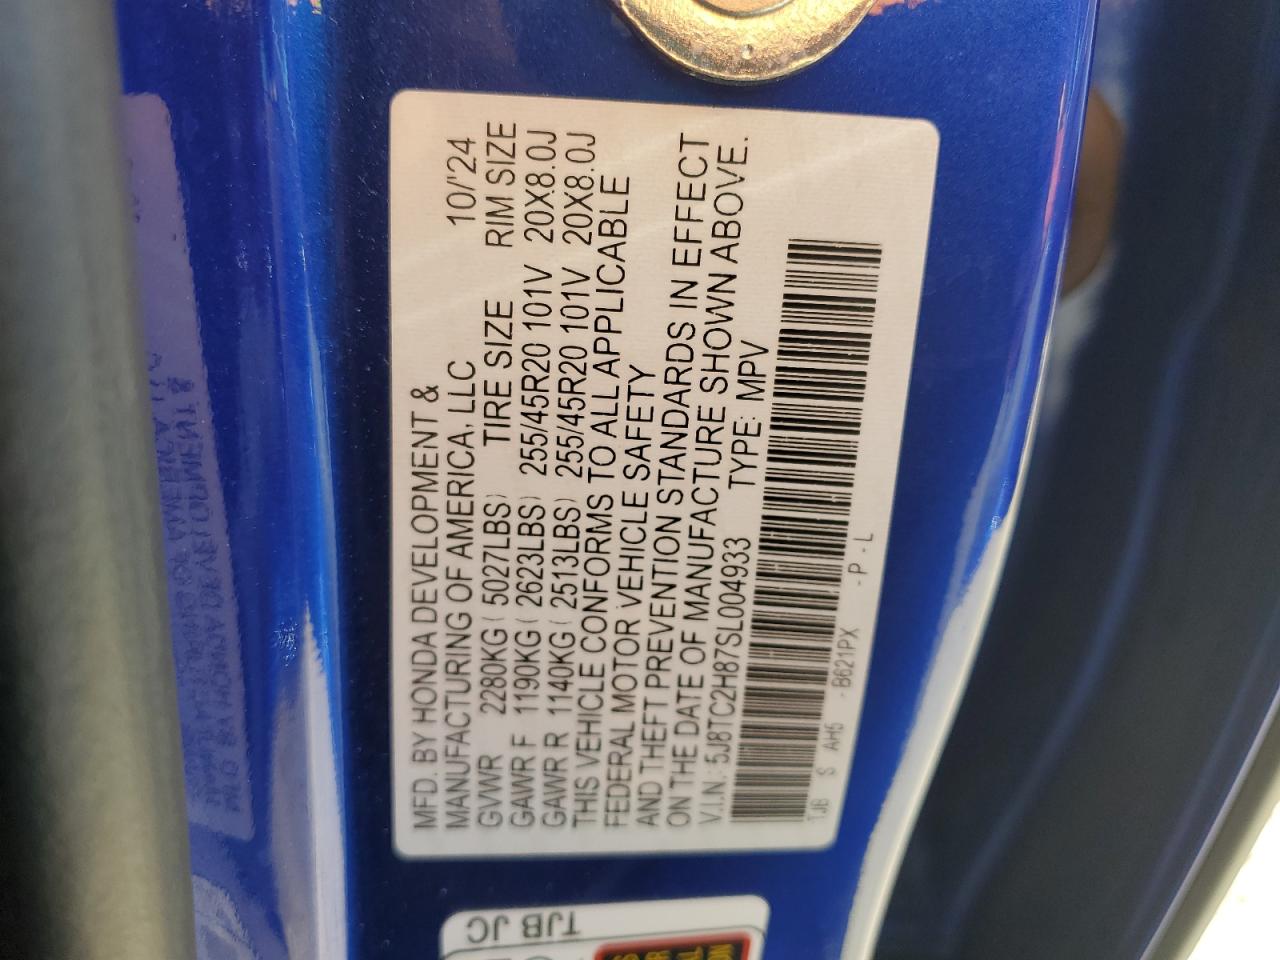 MFD. BY HONDA DEVELOPMENT &
MANUFACTURING OF AMERICA, LLC 10/'24
GVWR 2280KG ( 5027LBS) TIRE SIZE RIM SIZE
GAWR F 1190KG ( 2623LBS) 255/45R20 101V 20X8.0J
GAWR R 1140KG ( 2513LBS) 255/45R20 101V 20X8.0J
THIS VEHICLE CONFORMS TO ALL APPLICABLE
FEDERAL MOTOR VEHICLE SAFETY
AND THEFT PREVENTION STANDARDS IN EFFECT
ON THE DATE OF MANUFACTURE SHOWN ABOVE.
V.I.N.: 5J8TC2H87SL004933 TYPE: MPV
TJB S AH5 - B621PX - P - L
TJB JC